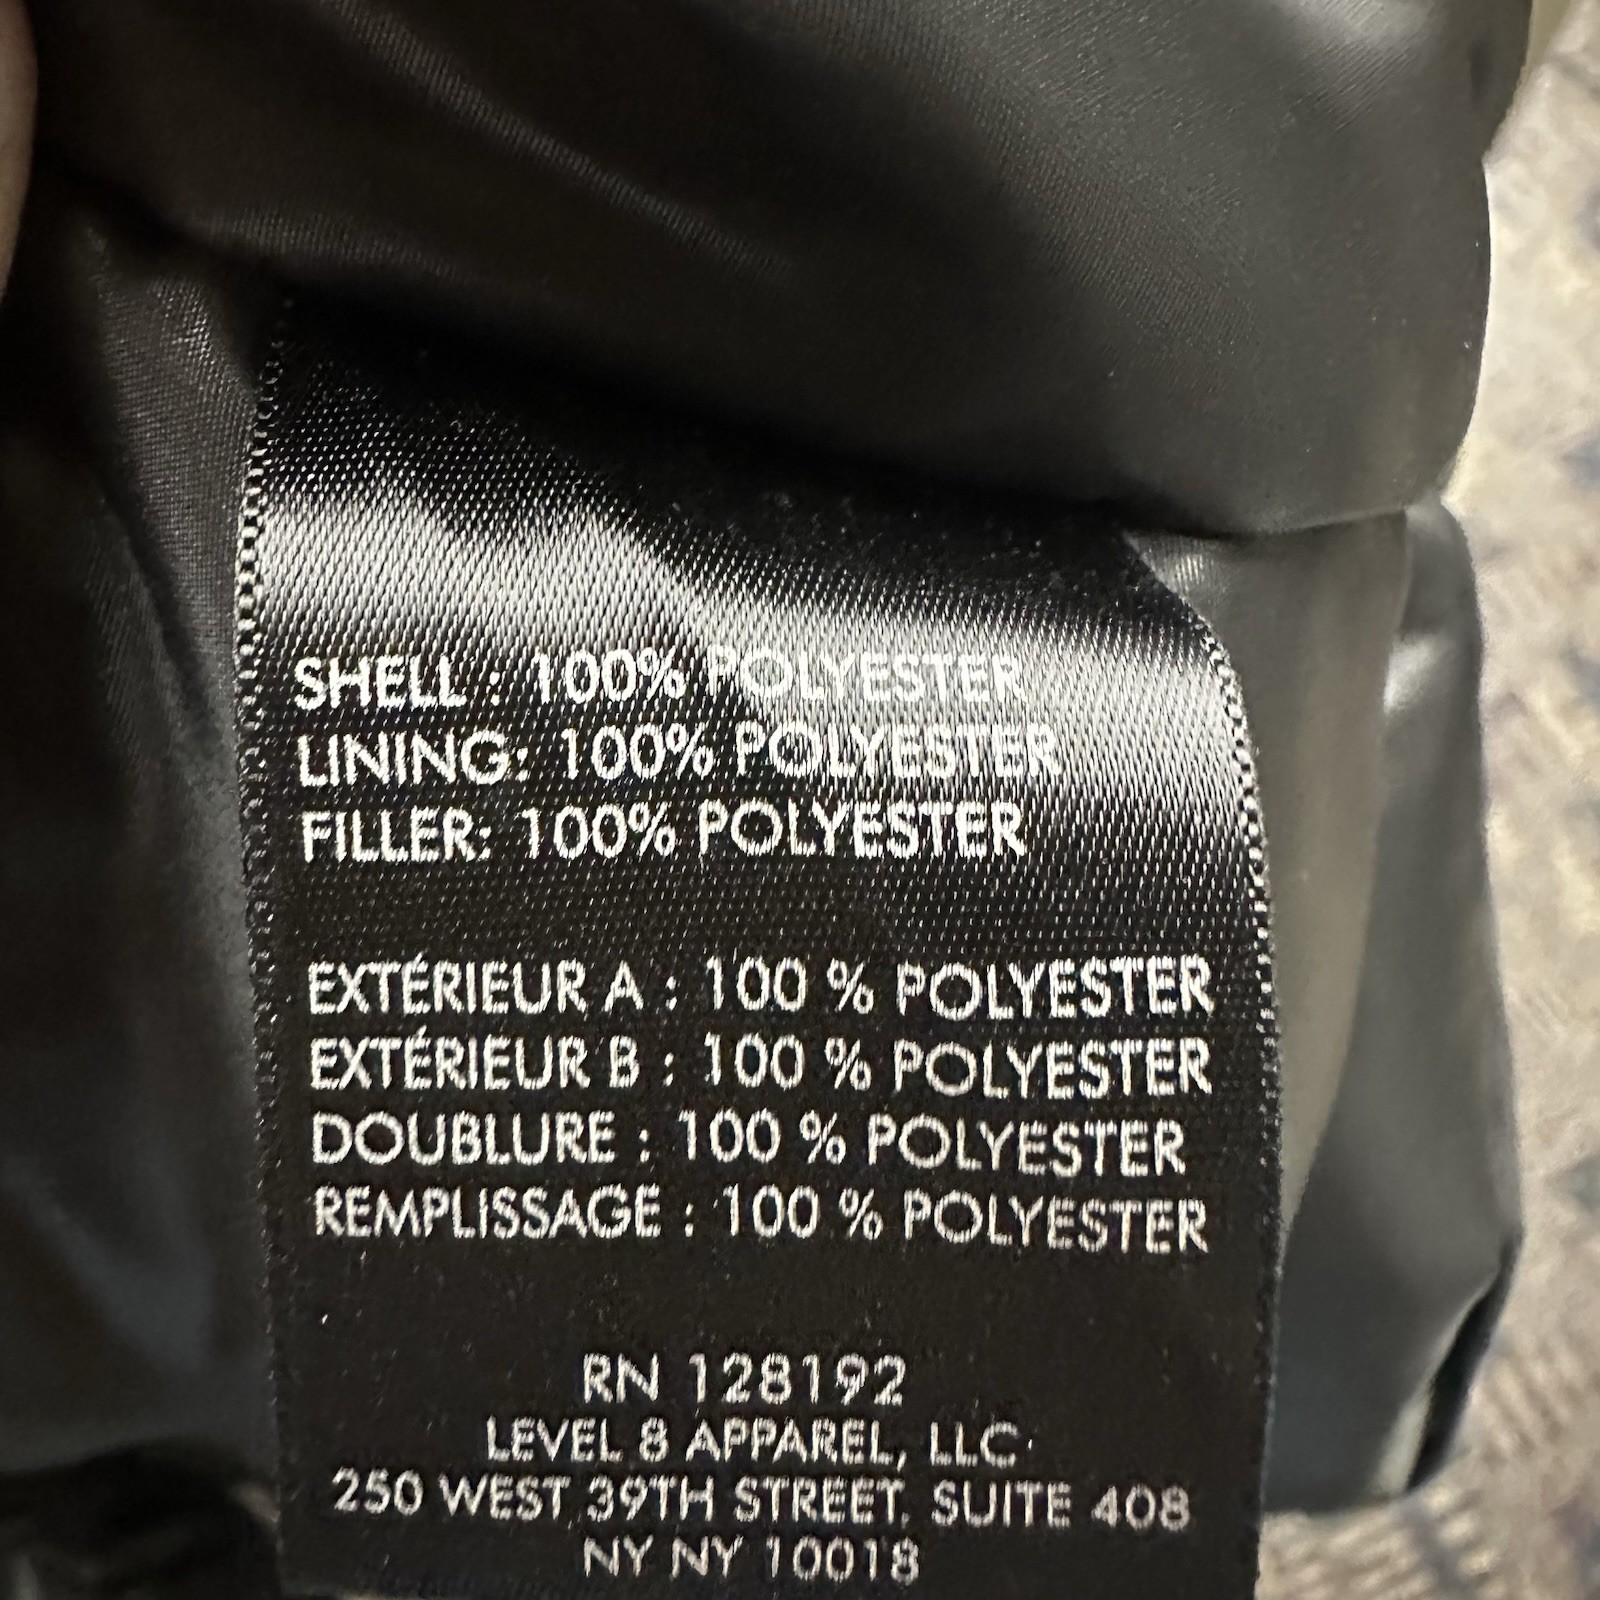 SHELL : 100% POLYESTER
LINING: 100% POLYESTER
FILLER: 100% POLYESTER
EXTÉRIEUR A : 100 % POLYESTER
EXTÉRIEUR B : 100 % POLYESTER
DOUBLURE : 100 % POLYESTER
REMPLISSAGE : 100 % POLYESTER
RN 128192
LEVEL 8 APPAREL, LLC
250 WEST 39TH STREET, SUITE 408
NY NY 10018